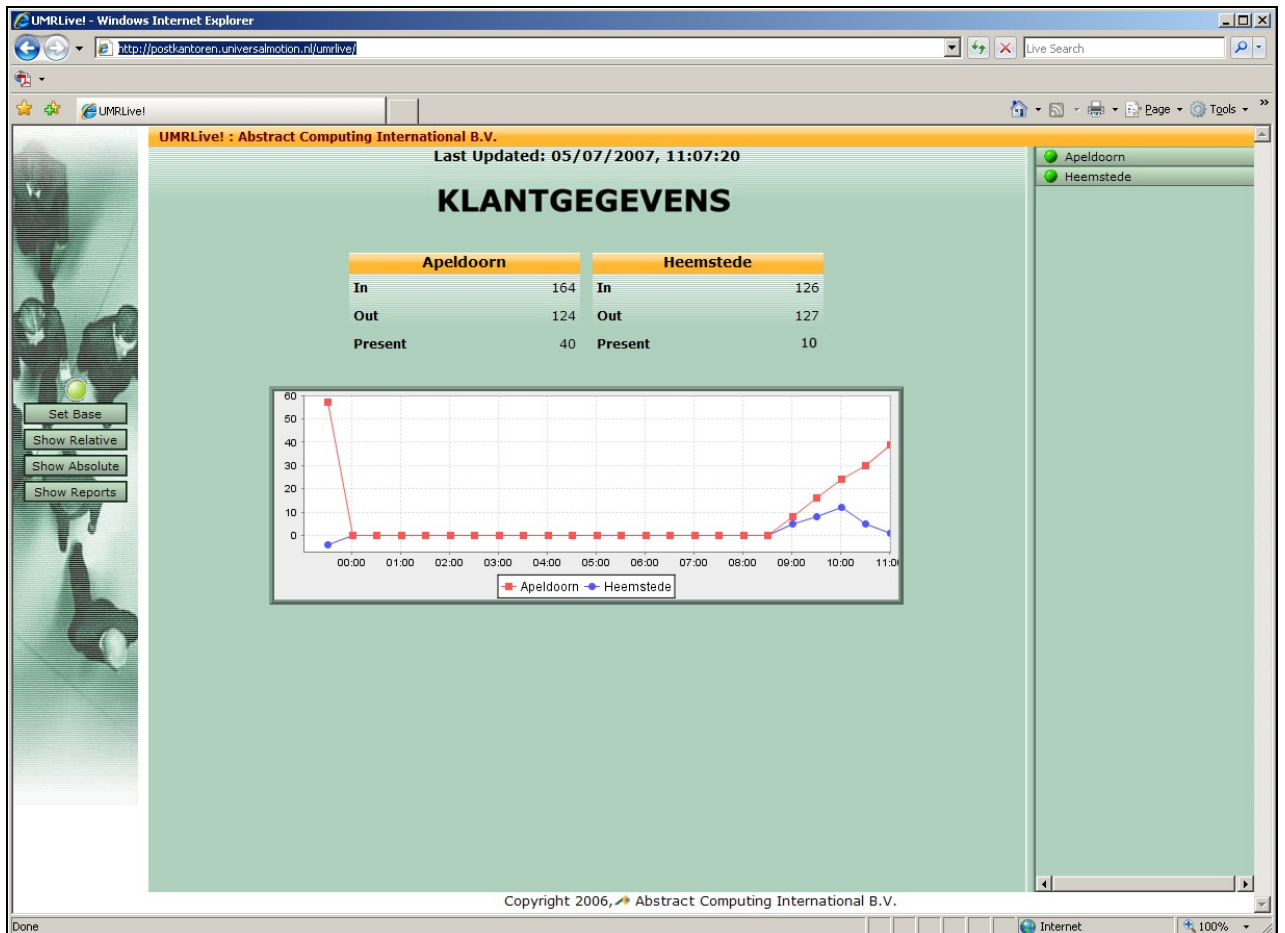 UMRLive! - Windows Internet Explorer
http://postkantoren.universalmotion.nl/umrlive/
Live Search
UMRLive!
Page
Tools
»
UMRLive! : Abstract Computing International B.V.
Last Updated: 05/07/2007, 11:07:20
Apeldoorn
Heemstede
KLANTGEGEVENS
Apeldoorn Heemstede
In 164 In 126
Out 124 Out 127
Present 40 Present 10
Set Base
Show Relative
Show Absolute
Show Reports
60
50
40
30
20
10
0
00:00 01:00 02:00 03:00 04:00 05:00 06:00 07:00 08:00 09:00 10:00 11:00
Apeldoorn Heemstede
Copyright 2006, Abstract Computing International B.V.
Done Internet 100%